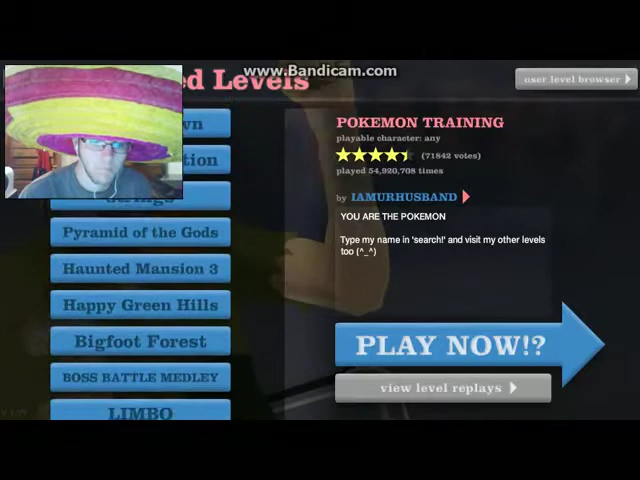 www.Bandicam.com
ed Levels
user level browser
wn
tion
POKEMON TRAINING
playable character: any
(71842 votes)
played 54,920,708 times
by IAMURHUSBAND
YOU ARE THE POKEMON
Type my name in 'search!' and visit my other levels
too (^_^)
Pyramid of the Gods
Haunted Mansion 3
Happy Green Hills
Bigfoot Forest
BOSS BATTLE MEDLEY
LIMBO
PLAY NOW!?
view level replays